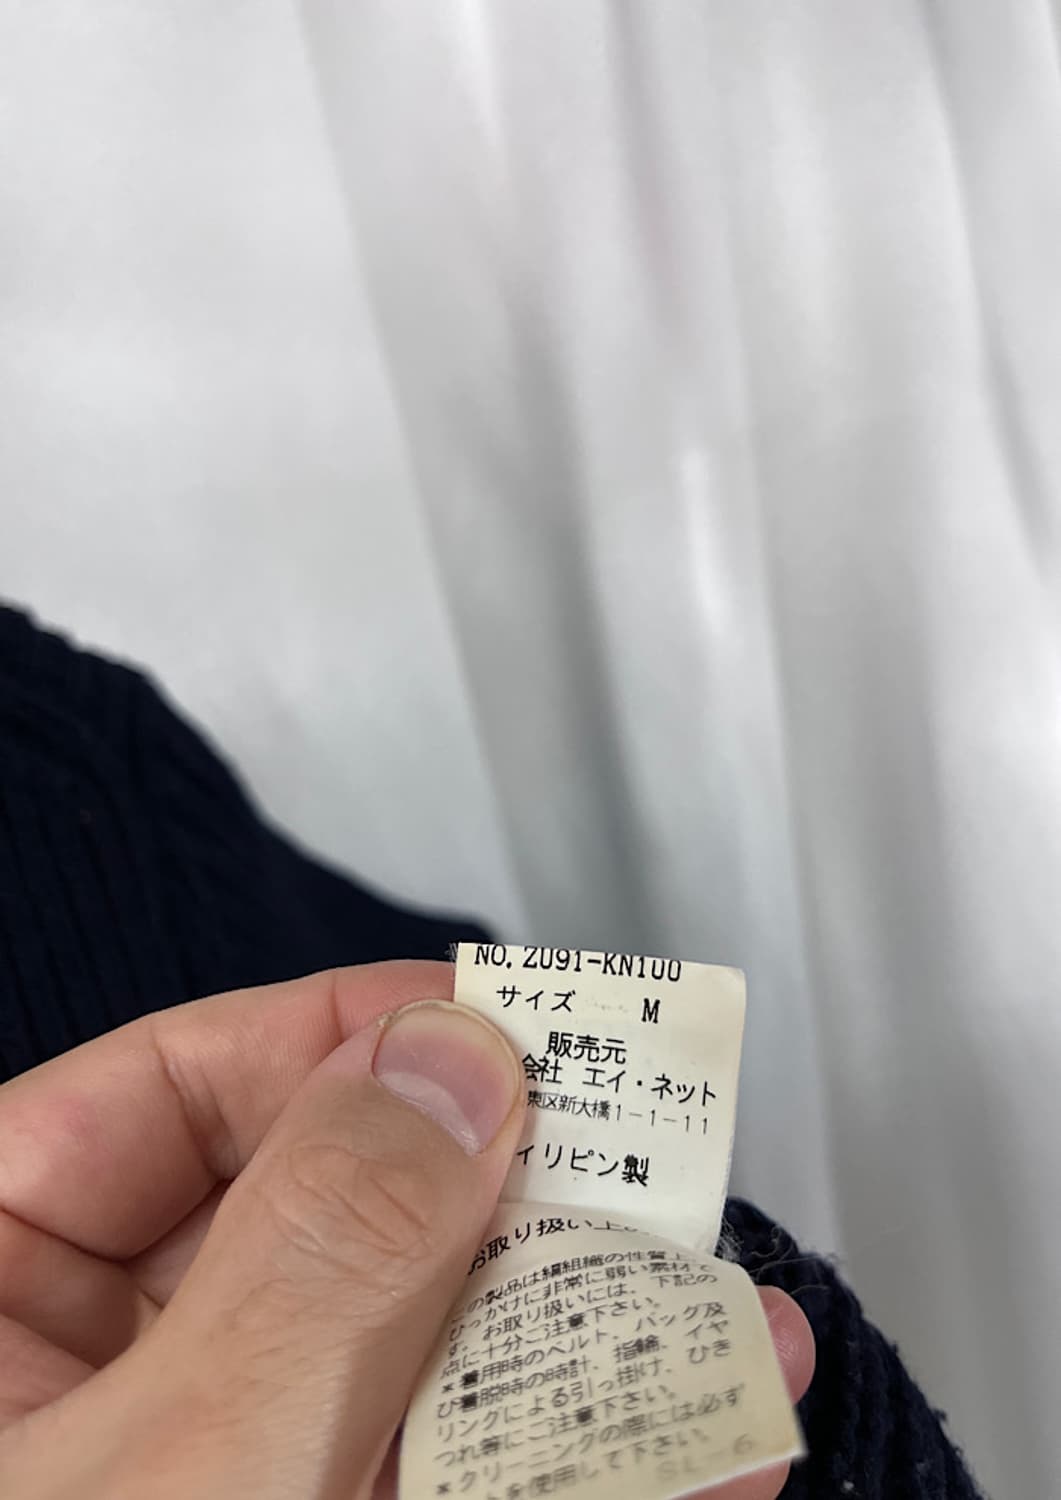 NO. ZU91-KN100
サイズ M
販売元
会社 エイ・ネット
東区新大橋1-1-11
ィリピン製
お取り扱い上
の製品は編組織の性質上
ひっかけに非常に弱い素材で
す。お取り扱いには、下記の
点に十分ご注意下さい。
*着用時のベルト、バッグ及
び着脱時の時計、指輪、イヤ
リングによる引っ掛け、ひき
つれ等にご注意下さい。
*クリーニングの際には必ず
トを使用して下さい。
SL-6